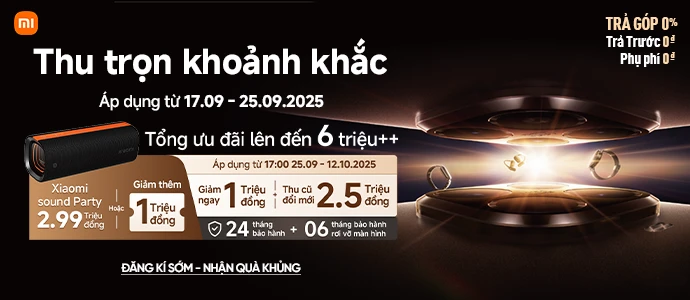 mi
TRẢ GÓP 0%
Trả Trước 0đ
Phụ phí 0đ
Thu trọn khoảnh khắc
Áp dụng từ 17.09 - 25.09.2025
Tổng ưu đãi lên đến 6 triệu++
Áp dụng từ 17:00 25.09 - 12.10.2025
Xiaomi
sound Party
2.99 Triệu đồng
Hoặc
Giảm thêm
1 Triệu đồng
Giảm ngay 1 Triệu đồng + Thu cũ đổi mới 2.5 Triệu đồng
24 tháng bảo hành + 06 tháng bảo hành rơi vỡ màn hình
ĐĂNG KÍ SỚM - NHẬN QUÀ KHỦNG